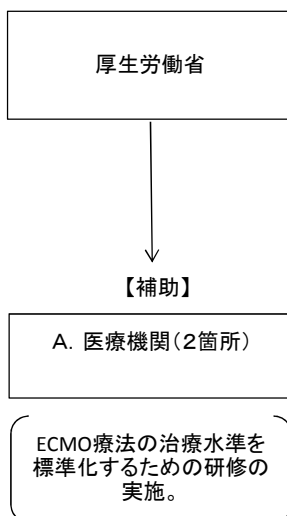 厚生労働省
【補助】
A. 医療機関（2箇所）
ECMO療法の治療水準を
標準化するための研修の
実施。